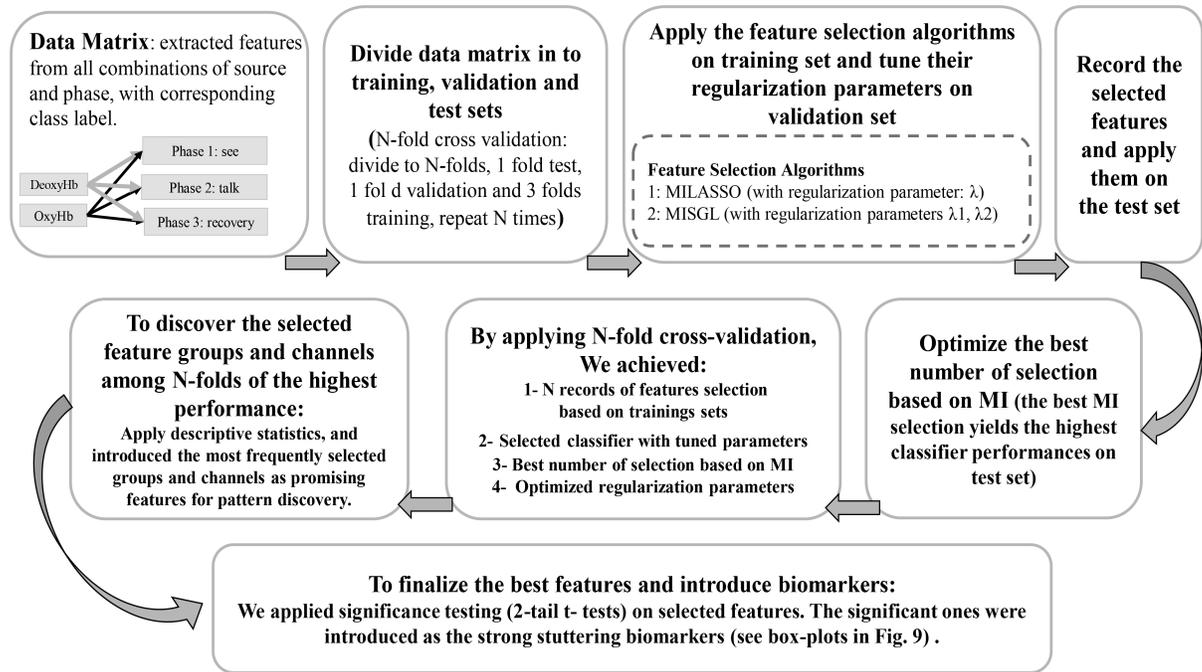 Data Matrix: extracted features
from all combinations of source
and phase, with corresponding
class label.
DeoxyHb
OxyHb
Phase 1: see
Phase 2: talk
Phase 3: recovery
Divide data matrix in to
training, validation and
test sets
(N-fold cross validation:
divide to N-folds, 1 fold test,
1 fol d validation and 3 folds
training, repeat N times)
Apply the feature selection algorithms
on training set and tune their
regularization parameters on
validation set
Feature Selection Algorithms
1: MILASSO (with regularization parameter: λ)
2: MISGL (with regularization parameters λ1, λ2)
Record the
selected
features
and apply
them on
the test set
Optimize the best
number of selection
based on MI (the best MI
selection yields the highest
classifier performances on
test set)
By applying N-fold cross-validation,
We achieved:
1- N records of features selection
based on trainings sets
2- Selected classifier with tuned parameters
3- Best number of selection based on MI
4- Optimized regularization parameters
To discover the selected
feature groups and channels
among N-folds of the highest
performance:
Apply descriptive statistics, and
introduced the most frequently selected
groups and channels as promising
features for pattern discovery.
To finalize the best features and introduce biomarkers:
We applied significance testing (2-tail t- tests) on selected features. The significant ones were
introduced as the strong stuttering biomarkers (see box-plots in Fig. 9) .